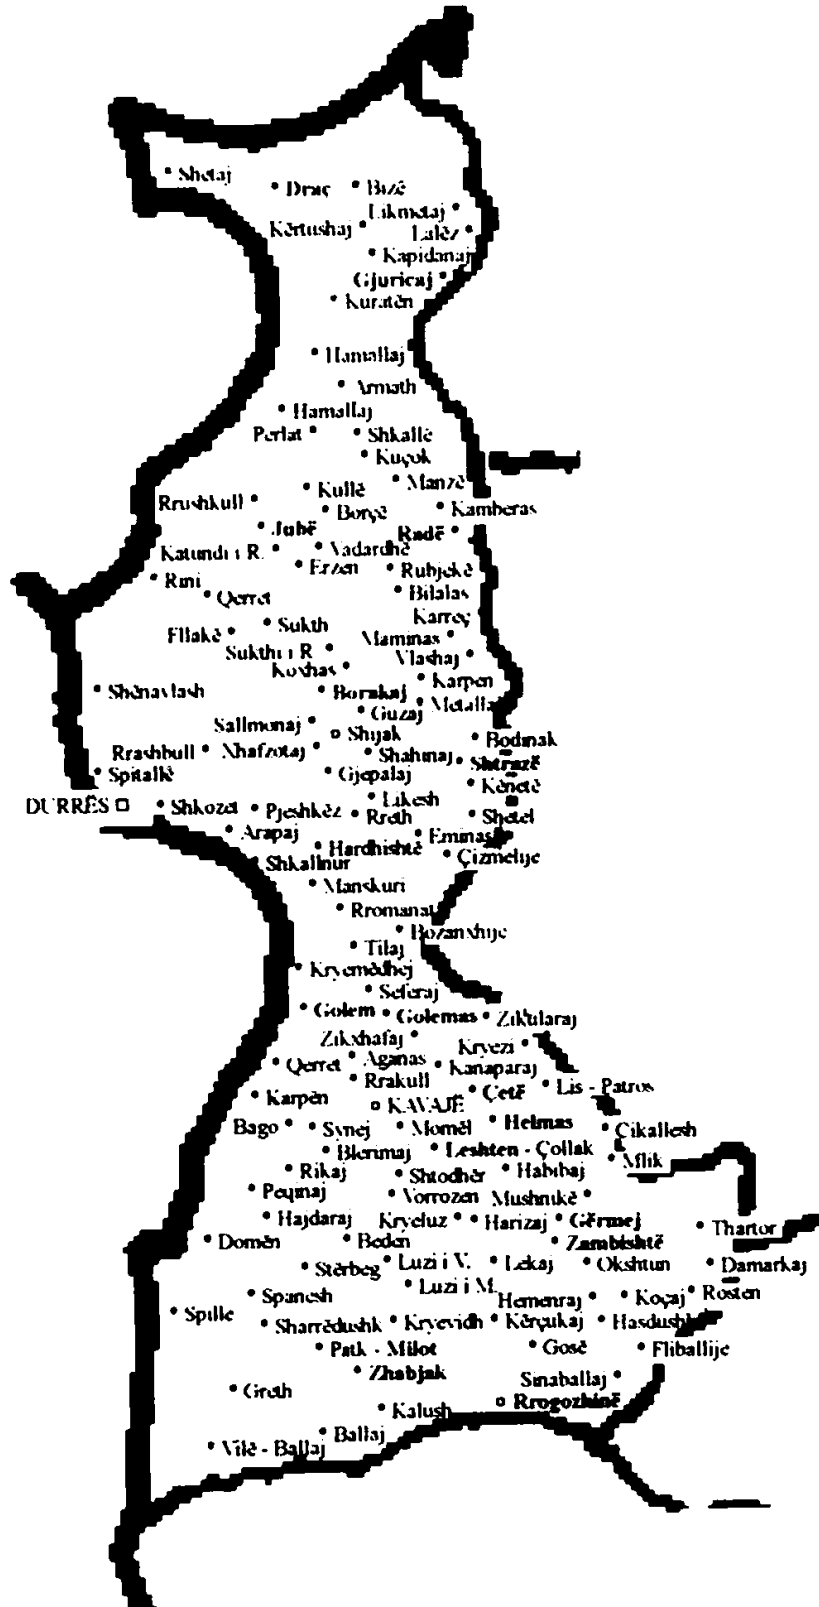 Shetaj
Draç
Bizë
Likmetaj
Kërtushaj
Lalëz
Kapidanaj
Gjuricaj
Kuratën
Hamallaj
Armath
Hamallaj
Perlat
Shkallë
Kuçok
Manzë
Kullë
Rrushkull
Borçë
Kamberas
Jubë
Radë
Katundi i R.
Vadardhë
Erzen
Rubjekë
Rini
Bilalas
Qerret
Karreç
Sukth
Fllakë
Maminas
Sukthi i R
Vlashaj
Koxhas
Karpen
Shënavlash
Borakaj
Metalla
Guzaj
Sallmonaj
Shijak
Bodinak
Rrashbull
Xhafzotaj
Shahinaj
Shtrazë
Spitallë
Gjepalaj
Kënetë
Likesh
DURRËS
Shkozet
Pjeshkëz
Rreth
Shetel
Arapaj
Eminas
Hardhishtë
Çizmelije
Shkallnur
Manskuri
Rromanat
Bozanxhije
Tilaj
Kryemëdhej
Seferaj
Golem
Golemas
Zikularaj
Zikxhafaj
Kryezi
Qerret
Aganas
Kanaparaj
Rrakull
Çetë
Lis - Patros
Karpën
KAVAJË
Bago
Synej
Momël
Helmas
Çikallesh
Blerimaj
Leshten - Çollak
Mlik
Rikaj
Shtodhër
Habibaj
Peqinaj
Vorrozen
Mushnikë
Hajdaraj
Kryeluz
Harizaj
Gërmej
Thartor
Domën
Beden
Zambishtë
Stërbeg
Luzi i V.
Lekaj
Okshtun
Damarkaj
Luzi i M.
Spanesh
Hemenraj
Koçaj
Rosten
Spille
Sharrëdushk
Kryevidh
Kërçukaj
Hasdushk
Patk - Milot
Gosë
Fliballije
Zhabjak
Sinaballaj
Greth
Kalush
Rrogozhinë
Ballaj
Vilë - Ballaj